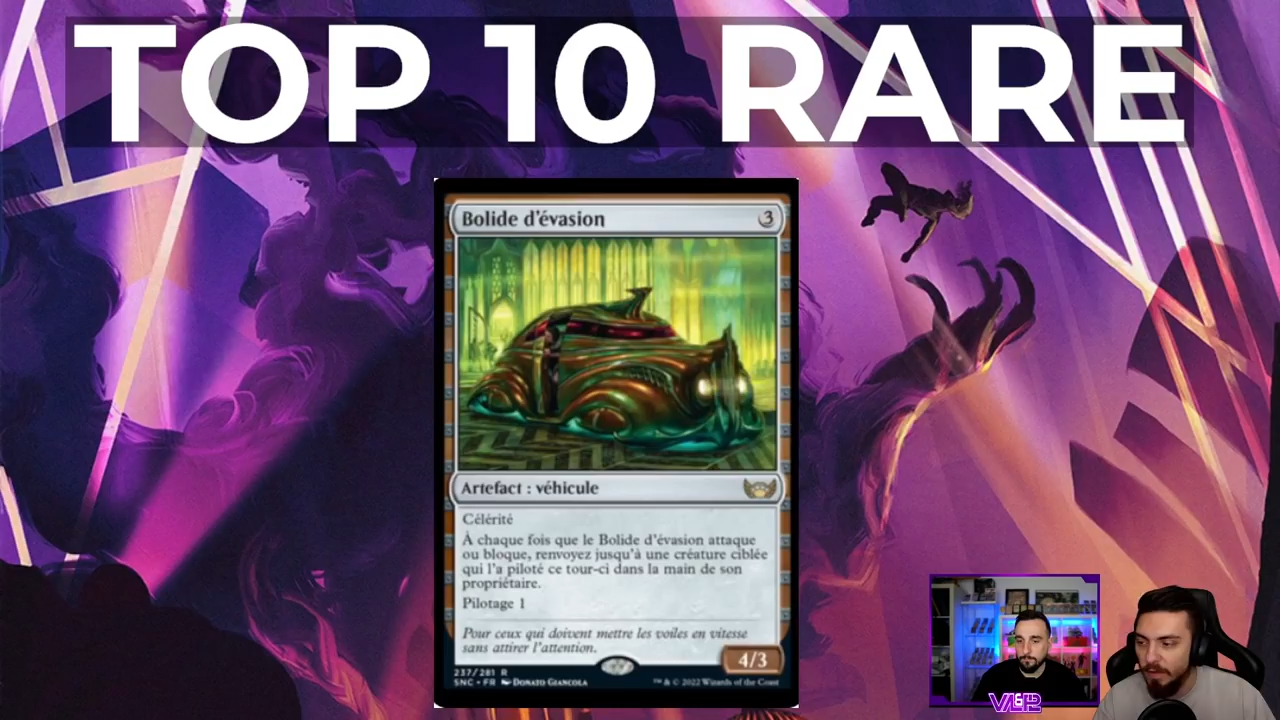 TOP 10 RARE
Bolide d'évasion 3
Artefact : véhicule
Célérité
À chaque fois que le Bolide d'évasion attaque
ou bloque, renvoyez jusqu'à une créature ciblée
qui l'a piloté ce tour-ci dans la main de son
propriétaire.
Pilotage 1
Pour ceux qui doivent mettre les voiles en vitesse
sans attirer l'attention.
4/3
237/281 R
SNC • FR Donato Giancola
™ & © 2022 Wizards of the Coast